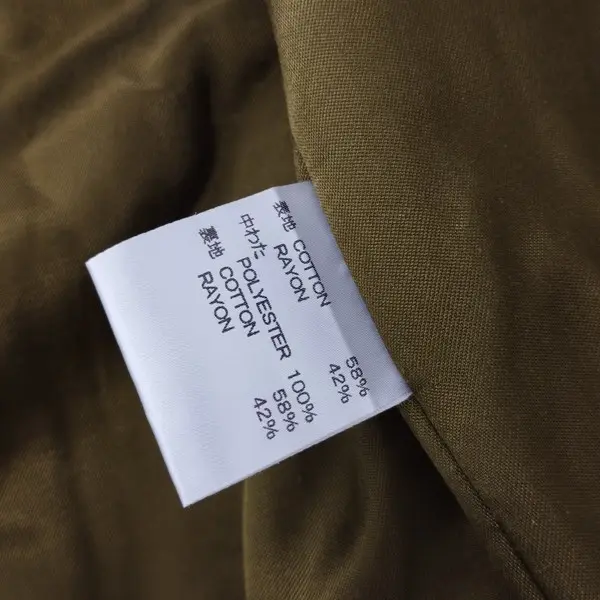 表地 COTTON 58%
RAYON 42%
中わた POLYESTER 100%
裏地 COTTON 58%
RAYON 42%